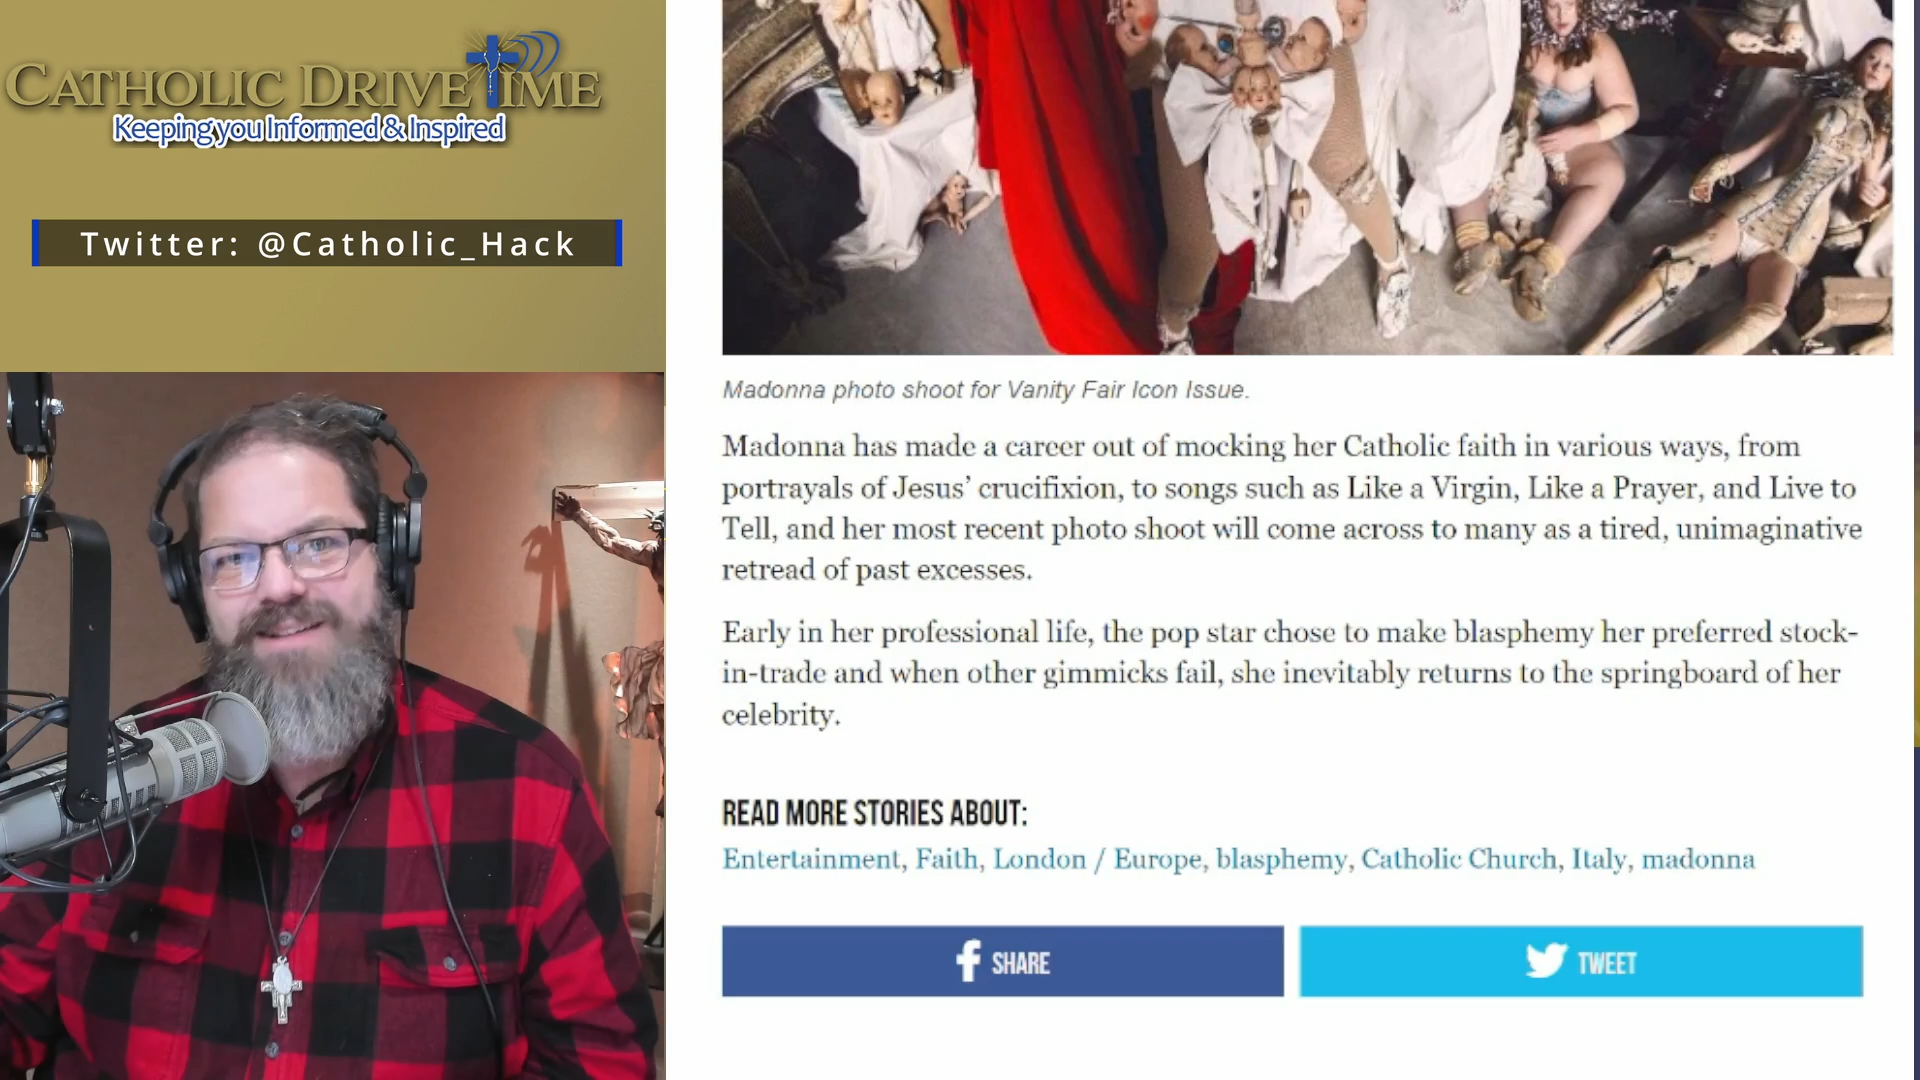 CATHOLIC DRIVETIME
Keeping you Informed & Inspired
Twitter: @Catholic_Hack
Madonna photo shoot for Vanity Fair Icon Issue.
Madonna has made a career out of mocking her Catholic faith in various ways, from
portrayals of Jesus’ crucifixion, to songs such as Like a Virgin, Like a Prayer, and Live to
Tell, and her most recent photo shoot will come across to many as a tired, unimaginative
retread of past excesses.
Early in her professional life, the pop star chose to make blasphemy her preferred stock-
in-trade and when other gimmicks fail, she inevitably returns to the springboard of her
celebrity.
READ MORE STORIES ABOUT:
Entertainment, Faith, London / Europe, blasphemy, Catholic Church, Italy, madonna
SHARE
TWEET